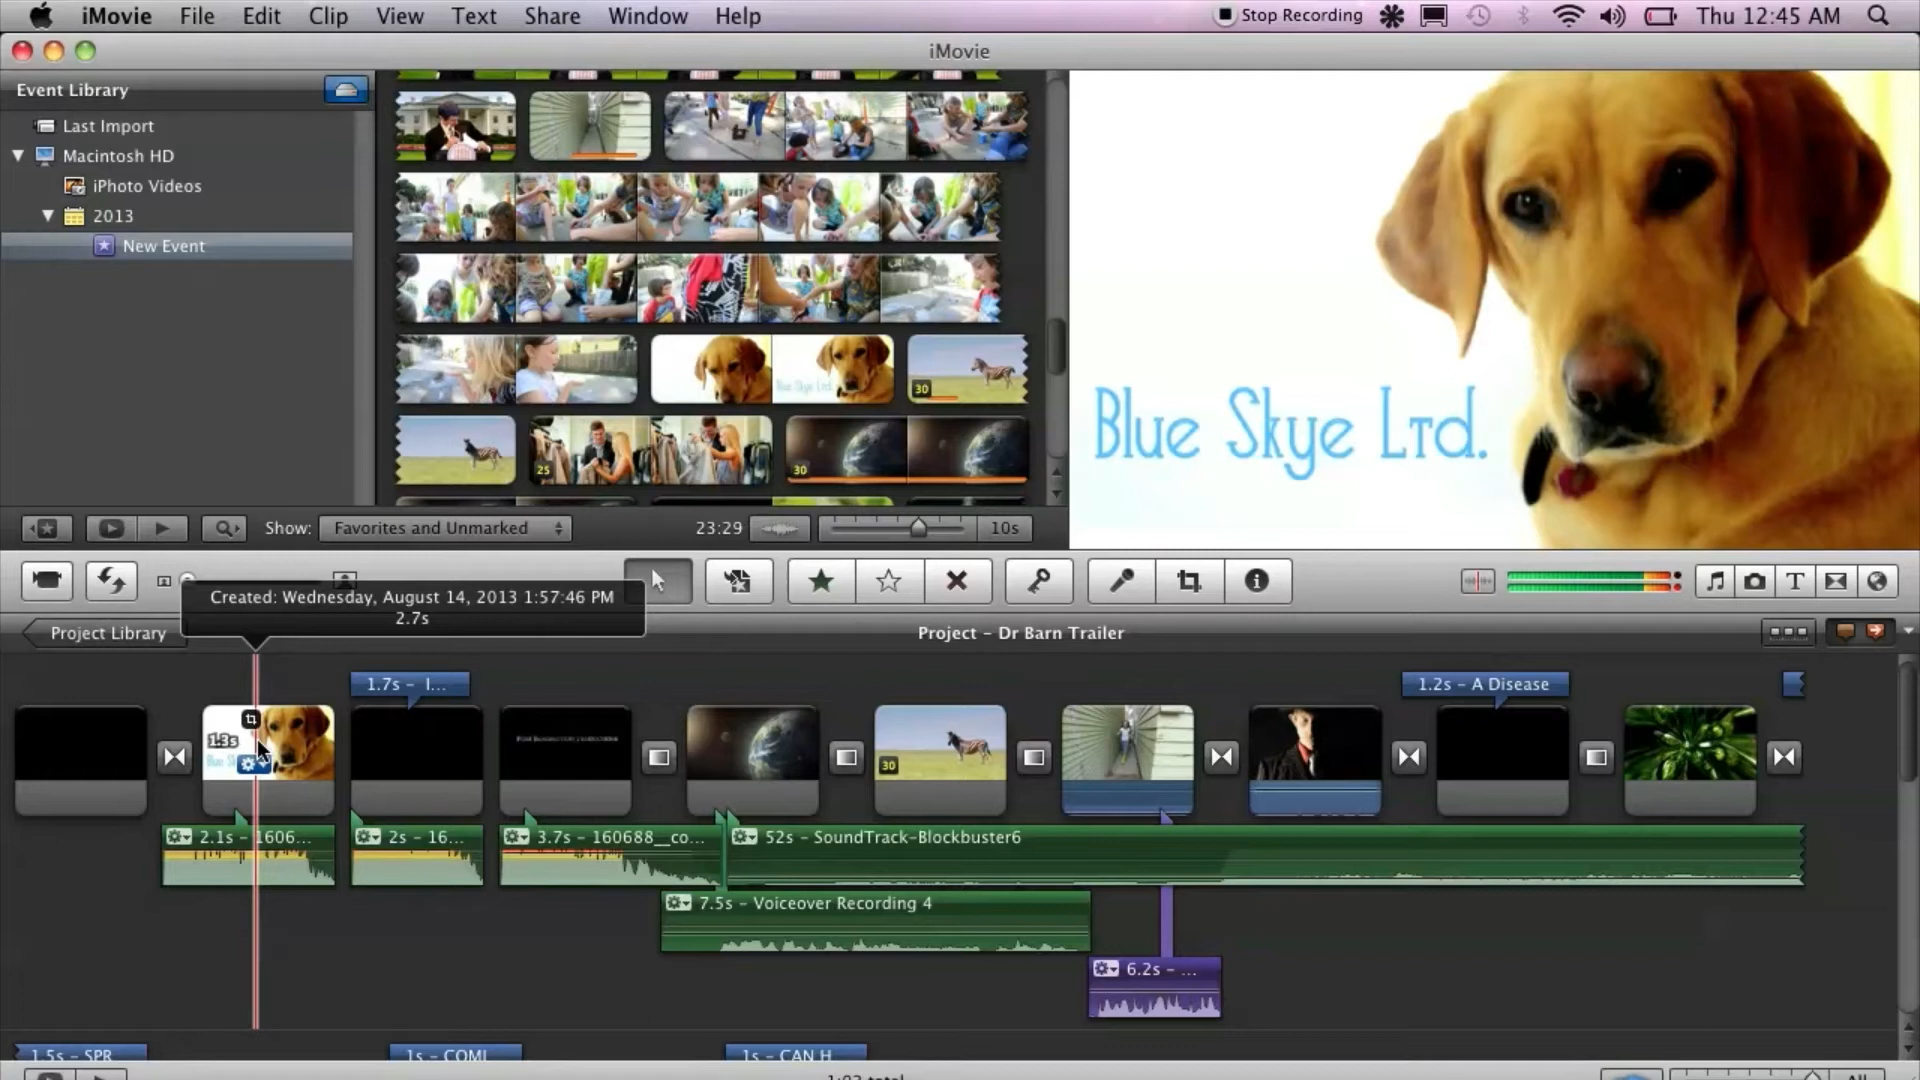 iMovie File Edit Clip View Text Share Window Help Stop Recording Thu 12:45 AM
iMovie
Event Library
Last Import
Macintosh HD
iPhoto Videos
2013
New Event
30
25
30
Blue Skye Ltd.
Show: Favorites and Unmarked 23:29 10s
Created: Wednesday, August 14, 2013 1:57:46 PM
2.7s
Project Library
Project - Dr Barn Trailer
1.7s - I...
1.2s - A Disease
1.3s
30
2.1s - 1606...
2s - 16...
3.7s - 160688__co...
52s - SoundTrack-Blockbuster6
7.5s - Voiceover Recording 4
6.2s - ...
1.5s - SPR
1s - COMI
1s - CAN H